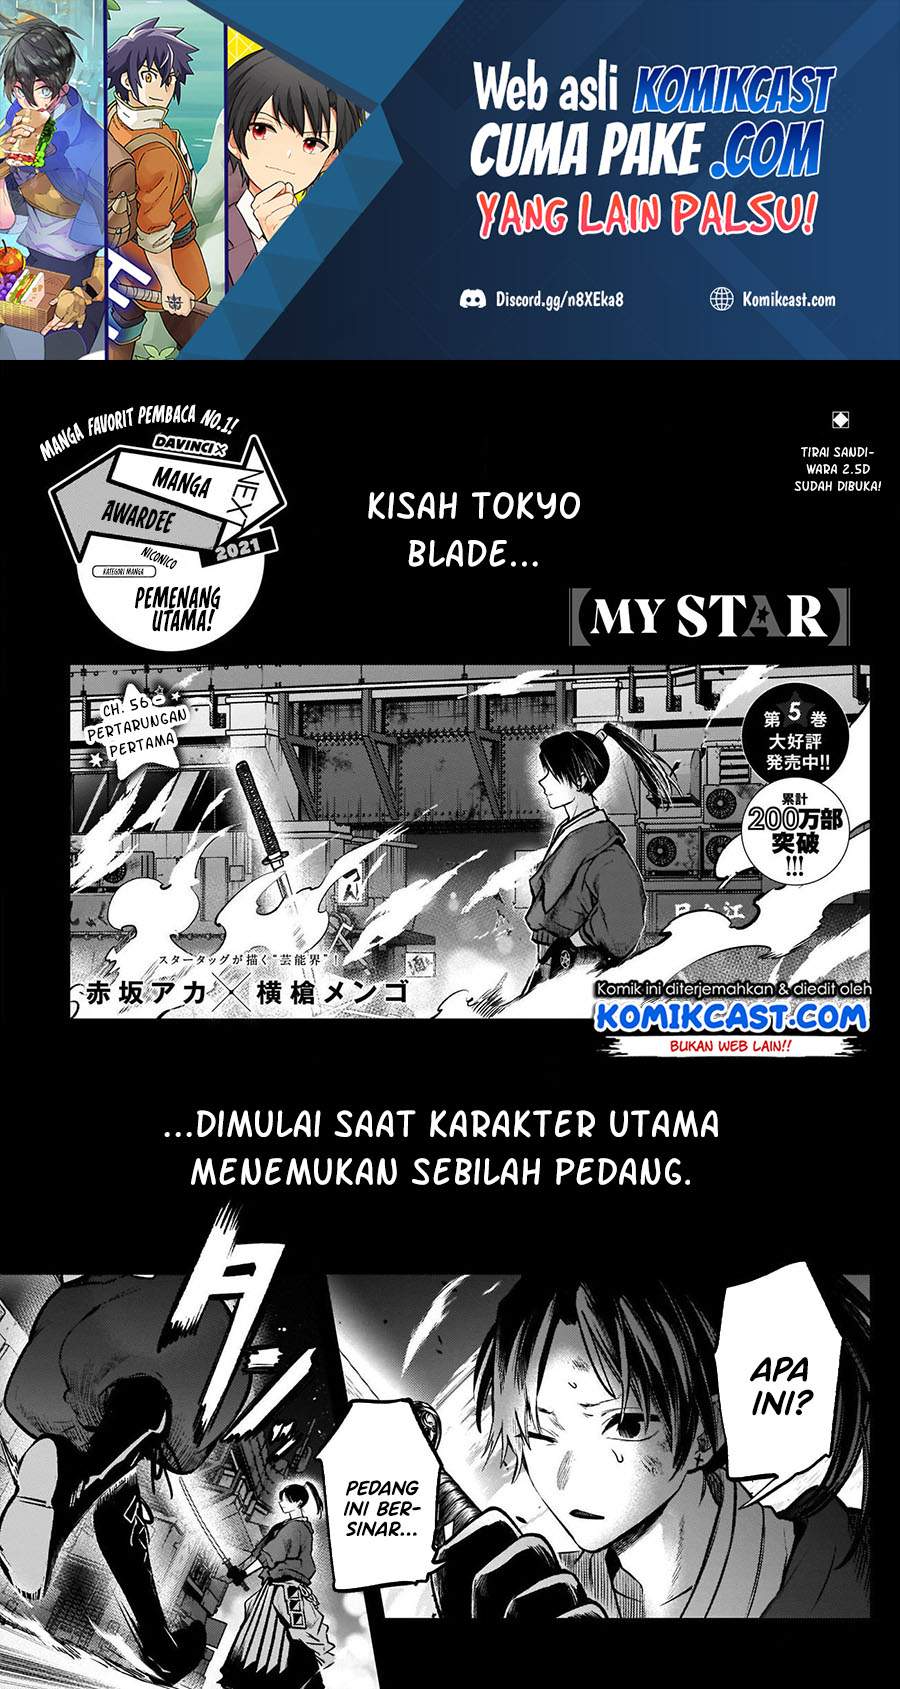 Web asli KOMIKCAST
CUMA PAKE .COM
YANG LAIN PALSU!
Discord.gg/n8XEka8
Komikcast.com
MANGA FAVORIT PEMBACA NO.1!
DAVINCI X
NEXT
MANGA
AWARDEE
2021
NICONICO
KATEGORI MANGA
PEMENANG
UTAMA!
KISAH TOKYO
BLADE...
TIRAI SANDI-
WARA 2.5D
SUDAH DIBUKA!
【MY STAR】
CH. 56
PERTARUNGAN
PERTAMA
第5巻
大好評
発売中!!
累計
200万部
突破
!!!
スタータッグが描く“芸能界”!
赤坂アカ×横槍メンゴ
Komik ini diterjemahkan & diedit oleh
KOMIKCAST.COM
BUKAN WEB LAIN!!
...DIMULAI SAAT KARAKTER UTAMA
MENEMUKAN SEBILAH PEDANG.
APA
INI?
PEDANG
INI BER-
SINAR...